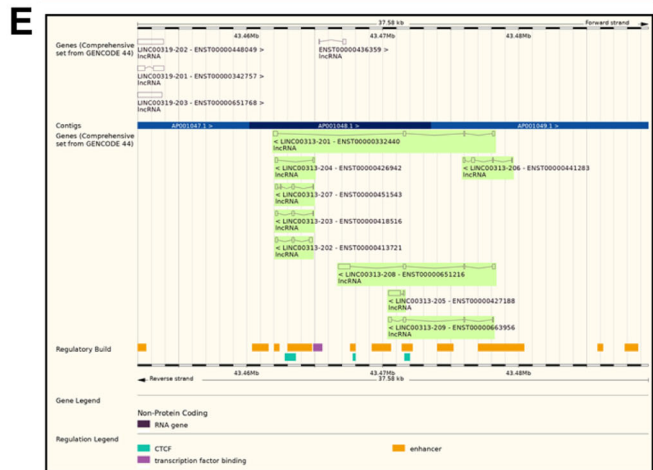 E
37.58 kb
Forward strand
43.46Mb 43.47Mb 43.48Mb
Genes (Comprehensive
set from GENCODE 44)
LINC00319-202 - ENST00000448049 >
lncRNA
ENST00000436359 >
lncRNA
LINC00319-201 - ENST00000342757 >
lncRNA
LINC00319-203 - ENST00000651768 >
lncRNA
Contigs
AP001047.1 > AP001048.1 > AP001049.1 >
Genes (Comprehensive
set from GENCODE 44)
< LINC00313-201 - ENST00000332440
lncRNA
< LINC00313-204 - ENST00000426942
lncRNA
< LINC00313-206 - ENST00000441283
lncRNA
< LINC00313-207 - ENST00000451543
lncRNA
< LINC00313-203 - ENST00000418516
lncRNA
< LINC00313-202 - ENST00000413721
lncRNA
< LINC00313-208 - ENST00000651216
lncRNA
< LINC00313-205 - ENST00000427188
lncRNA
< LINC00313-209 - ENST00000663956
lncRNA
Regulatory Build
43.46Mb 43.47Mb 43.48Mb
Reverse strand
37.58 kb
Gene Legend
Non-Protein Coding
RNA gene
Regulation Legend
CTCF
enhancer
transcription factor binding